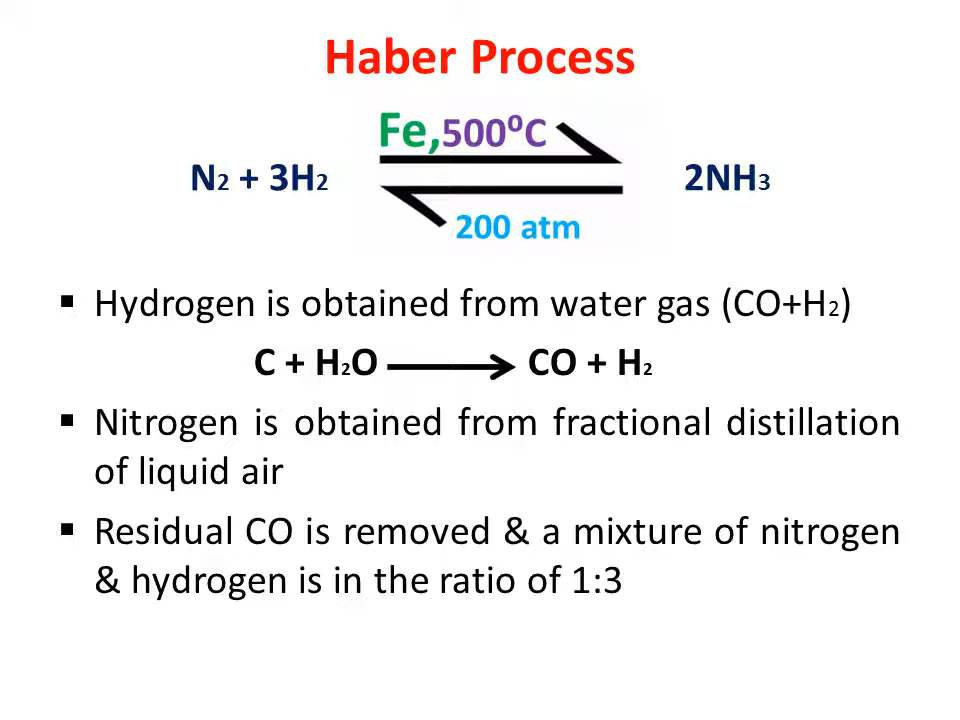 Haber Process
Fe,500⁰C
N₂ + 3H₂ 2NH₃
200 atm
▪ Hydrogen is obtained from water gas (CO+H₂)
C + H₂O ⟶ CO + H₂
▪ Nitrogen is obtained from fractional distillation
of liquid air
▪ Residual CO is removed & a mixture of nitrogen
& hydrogen is in the ratio of 1:3